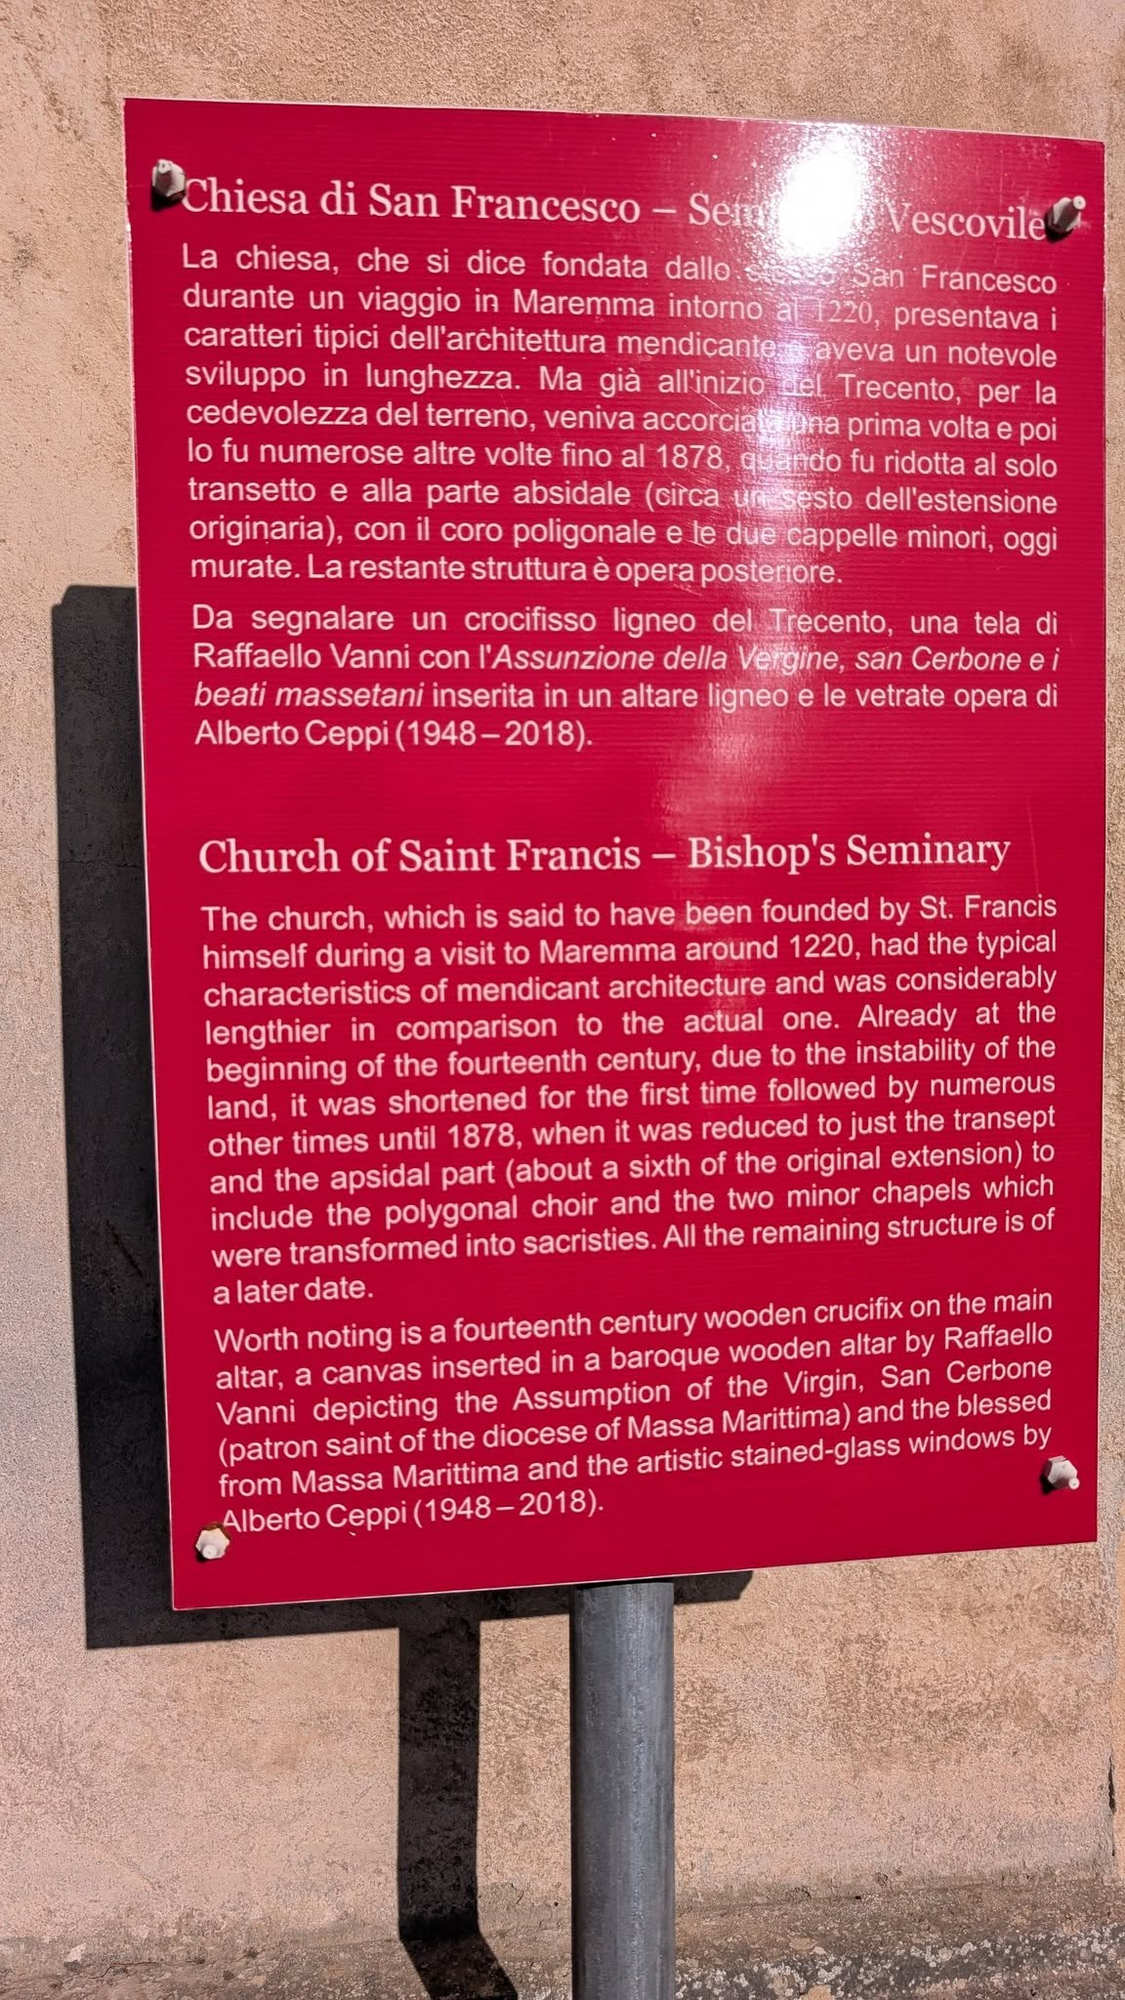 Chiesa di San Francesco – Vescovile
La chiesa, che si dice fondata dallo San Francesco
durante un viaggio in Maremma intorno al 1220, presentava i
caratteri tipici dell'architettura mendicante e aveva un notevole
sviluppo in lunghezza. Ma già all'inizio del Trecento, per la
cedevolezza del terreno, veniva accorciata una prima volta e poi
lo fu numerose altre volte fino al 1878, quando fu ridotta al solo
transetto e alla parte absidale (circa un sesto dell'estensione
originaria), con il coro poligonale e le due cappelle minori, oggi
murate. La restante struttura è opera posteriore.
Da segnalare un crocifisso ligneo del Trecento, una tela di
Raffaello Vanni con l'Assunzione della Vergine, san Cerbone e i
beati massetani inserita in un altare ligneo e le vetrate opera di
Alberto Ceppi (1948 – 2018).
Church of Saint Francis – Bishop's Seminary
The church, which is said to have been founded by St. Francis
himself during a visit to Maremma around 1220, had the typical
characteristics of mendicant architecture and was considerably
lengthier in comparison to the actual one. Already at the
beginning of the fourteenth century, due to the instability of the
land, it was shortened for the first time followed by numerous
other times until 1878, when it was reduced to just the transept
and the apsidal part (about a sixth of the original extension) to
include the polygonal choir and the two minor chapels which
were transformed into sacristies. All the remaining structure is of
a later date.
Worth noting is a fourteenth century wooden crucifix on the main
altar, a canvas inserted in a baroque wooden altar by Raffaello
Vanni depicting the Assumption of the Virgin, San Cerbone
(patron saint of the diocese of Massa Marittima) and the blessed
from Massa Marittima and the artistic stained-glass windows by
Alberto Ceppi (1948 – 2018).